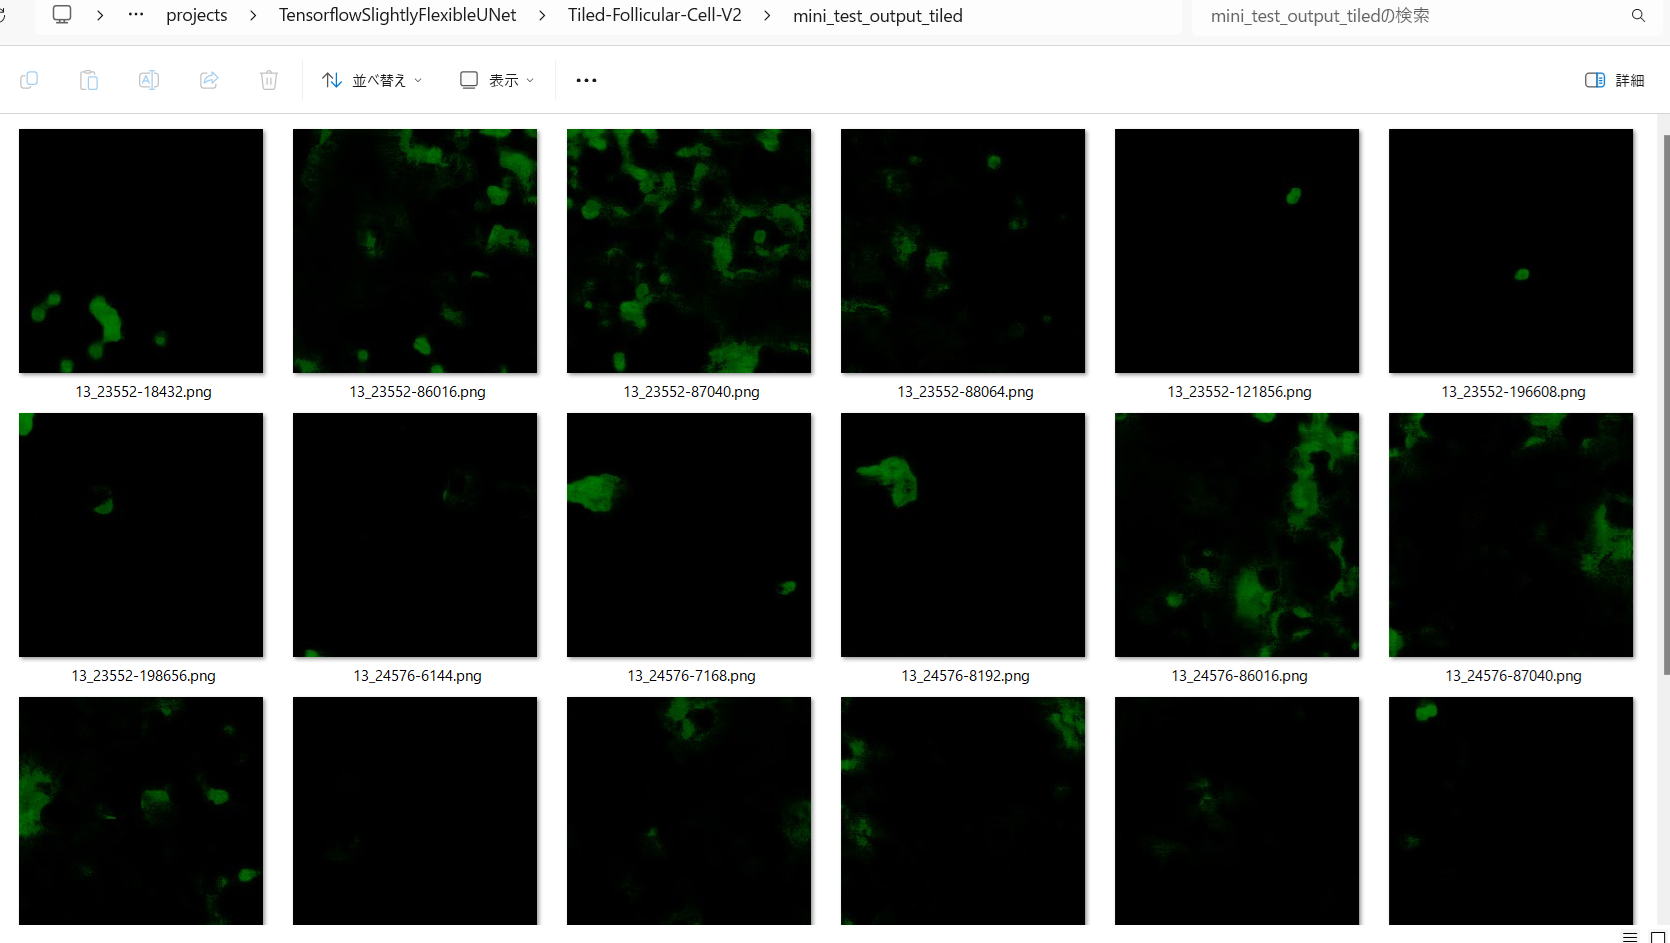 projects > TensorflowSlightlyFlexibleUNet > Tiled-Follicular-Cell-V2 > mini_test_output_tiled
mini_test_output_tiledの検索
並べ替え 表示 詳細
13_23552-18432.png 13_23552-86016.png 13_23552-87040.png 13_23552-88064.png 13_23552-121856.png 13_23552-196608.png
13_23552-198656.png 13_24576-6144.png 13_24576-7168.png 13_24576-8192.png 13_24576-86016.png 13_24576-87040.png